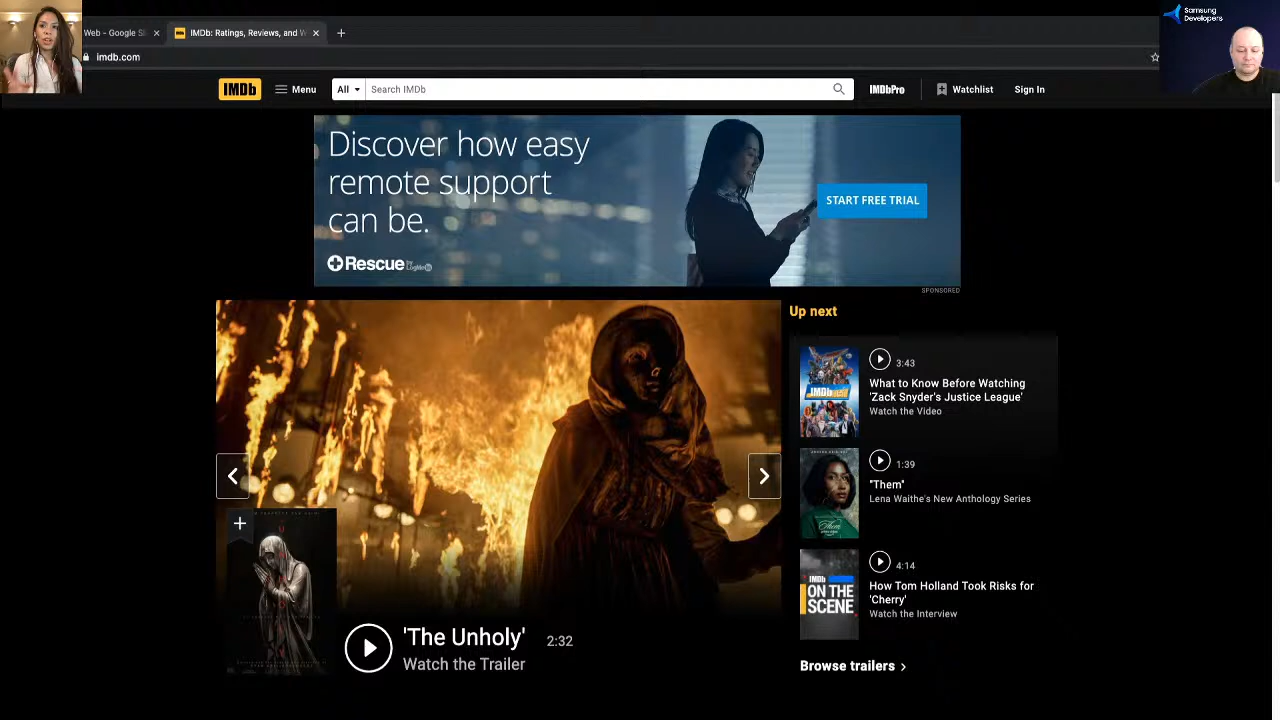 Samsung
Developers
Web - Google Sl
IMDb: Ratings, Reviews, and W
imdb.com
IMDb
Menu
All
Search IMDb
IMDbPro
Watchlist
Sign In
Discover how easy
remote support
can be.
START FREE TRIAL
Rescue by LogMeIn
SPONSORED
Up next
3:43
What to Know Before Watching
'Zack Snyder's Justice League'
Watch the Video
1:39
"Them"
Lena Waithe's New Anthology Series
IMDb
ON THE
SCENE
4:14
How Tom Holland Took Risks for
'Cherry'
Watch the Interview
'The Unholy'
2:32
Watch the Trailer
Browse trailers